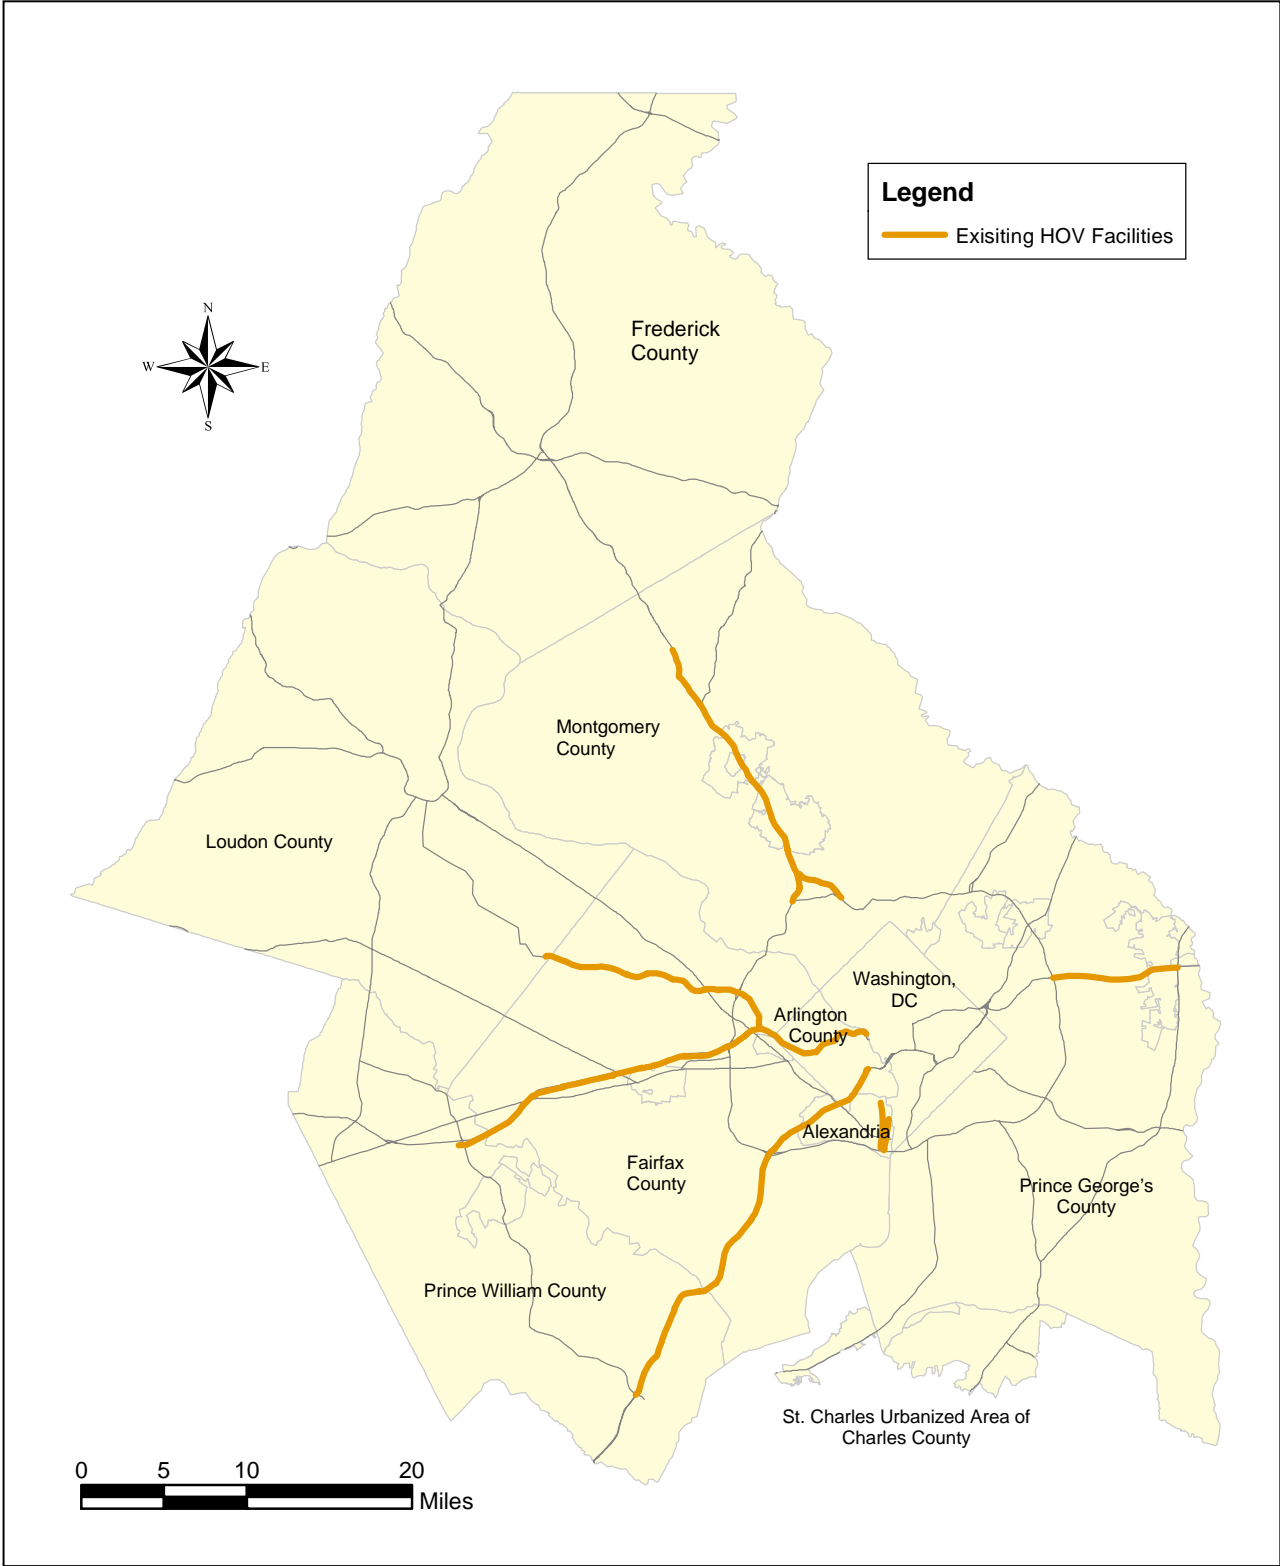 Legend
Exisiting HOV Facilities
N
W
E
S
Frederick
County
Montgomery
County
Loudon County
Washington,
DC
Arlington
County
Alexandria
Fairfax
County
Prince George's
County
Prince William County
St. Charles Urbanized Area of
Charles County
0 5 10 20
Miles